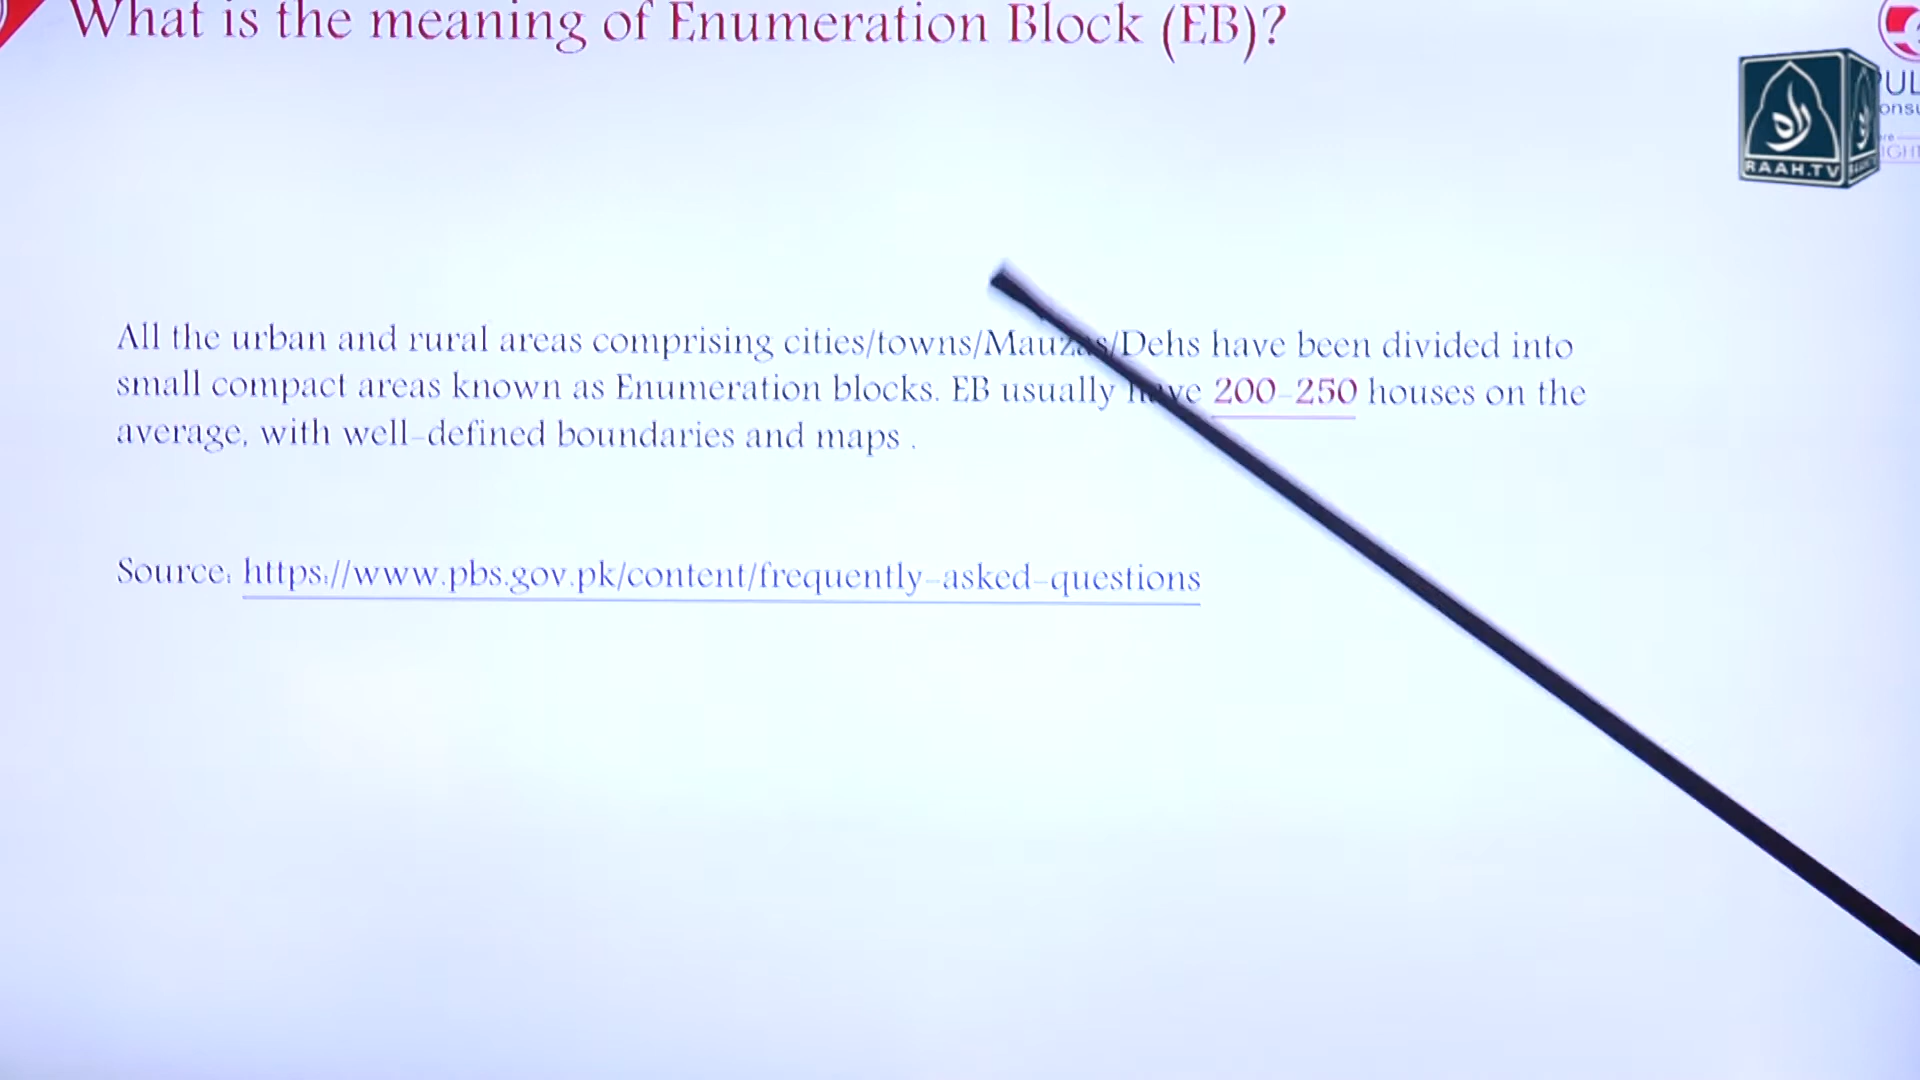 What is the meaning of Enumeration Block (EB)?
RAAH.TV
All the urban and rural areas comprising cities/towns/Mauzas/Dehs have been divided into
small compact areas known as Enumeration blocks. EB usually have 200-250 houses on the
average, with well-defined boundaries and maps .
Source: https://www.pbs.gov.pk/content/frequently-asked-questions